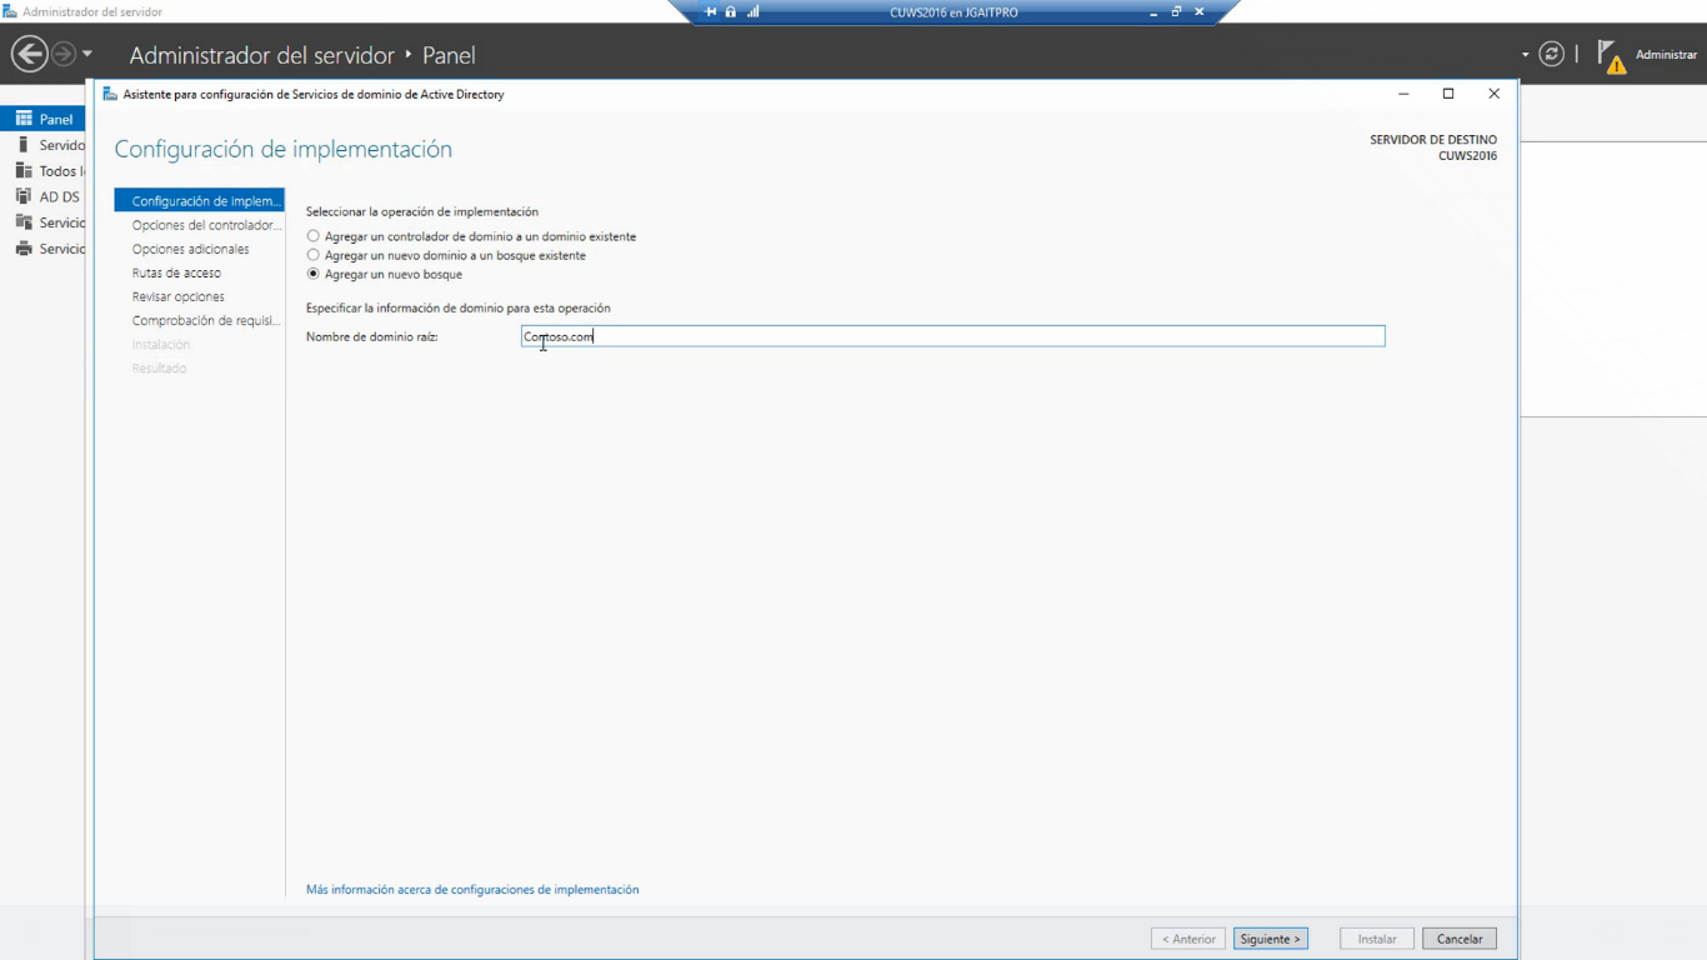 Administrador del servidor
CUWS2016 en JGAITPRO
Administrador del servidor • Panel
Administrar
Asistente para configuración de Servicios de dominio de Active Directory
Configuración de implementación
SERVIDOR DE DESTINO
CUWS2016
Panel
Servido
Todos l
AD DS
Servicio
Servicio
Configuración de implem...
Opciones del controlador...
Opciones adicionales
Rutas de acceso
Revisar opciones
Comprobación de requisi...
Instalación
Resultado
Seleccionar la operación de implementación
Agregar un controlador de dominio a un dominio existente
Agregar un nuevo dominio a un bosque existente
Agregar un nuevo bosque
Especificar la información de dominio para esta operación
Nombre de dominio raíz: Contoso.com
Más información acerca de configuraciones de implementación
< Anterior Siguiente > Instalar Cancelar